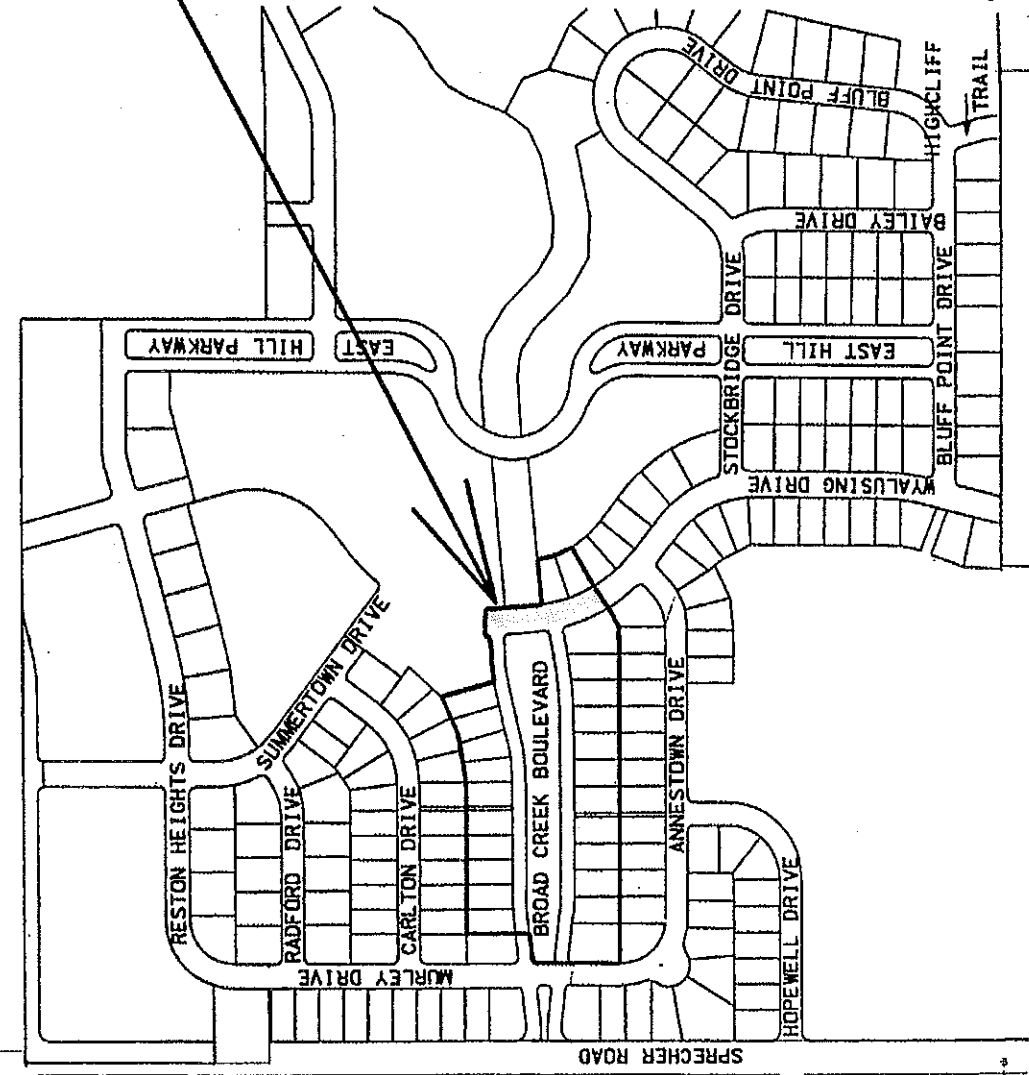 HIGHCLIFF
TRAIL
BLUFF POINT
DRIVE
BAILEY DRIVE
EAST HILL PARKWAY
EAST HILL
PARKWAY
STOCKBRIDGE DRIVE
BLUFF POINT DRIVE
WYALUSING DRIVE
SUMMERTOWN DRIVE
RESTON HEIGHTS DRIVE
RADFORD DRIVE
CARLTON DRIVE
BROAD CREEK BOULEVARD
ANNESTOWN DRIVE
HOPEWELL DRIVE
MURLEY DRIVE
SPRECHER ROAD